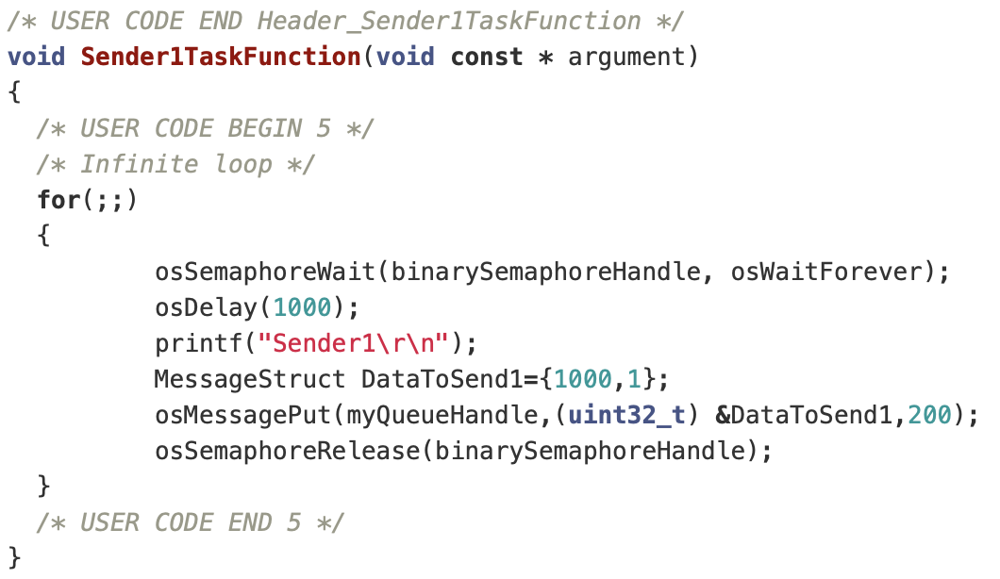 /* USER CODE END Header_Sender1TaskFunction */
void Sender1TaskFunction(void const * argument)
{
  /* USER CODE BEGIN 5 */
  /* Infinite loop */
  for(;;)
  {
          osSemaphoreWait(binarySemaphoreHandle, osWaitForever);
          osDelay(1000);
          printf("Sender1\r\n");
          MessageStruct DataToSend1={1000,1};
          osMessagePut(myQueueHandle,(uint32_t) &DataToSend1,200);
          osSemaphoreRelease(binarySemaphoreHandle);
  }
  /* USER CODE END 5 */
}